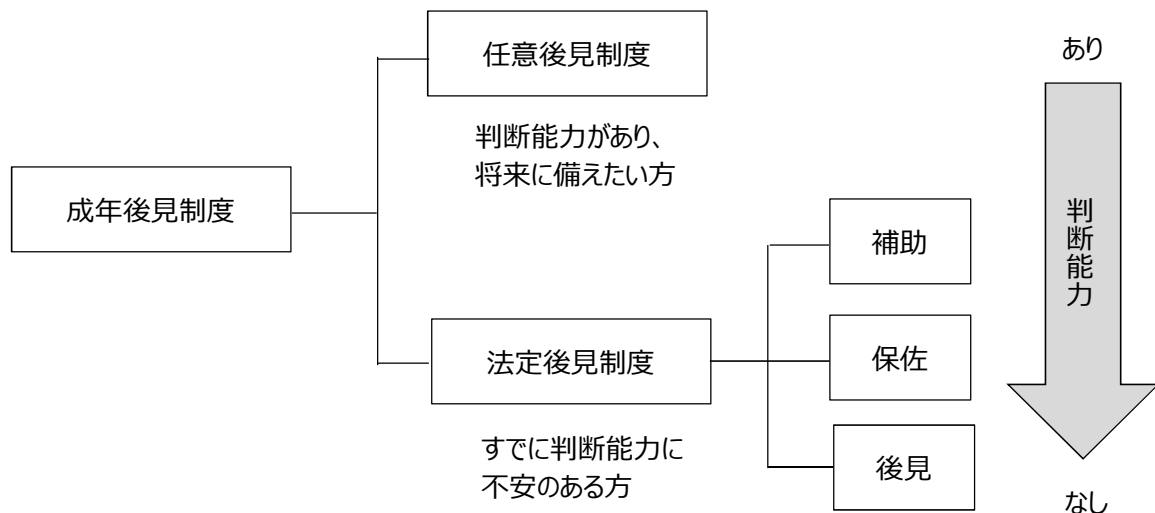 任意後見制度
あり
判断能力があり、
将来に備えたい方
成年後見制度
補助
判断能力
法定後見制度
保佐
すでに判断能力に
不安のある方
後見
なし